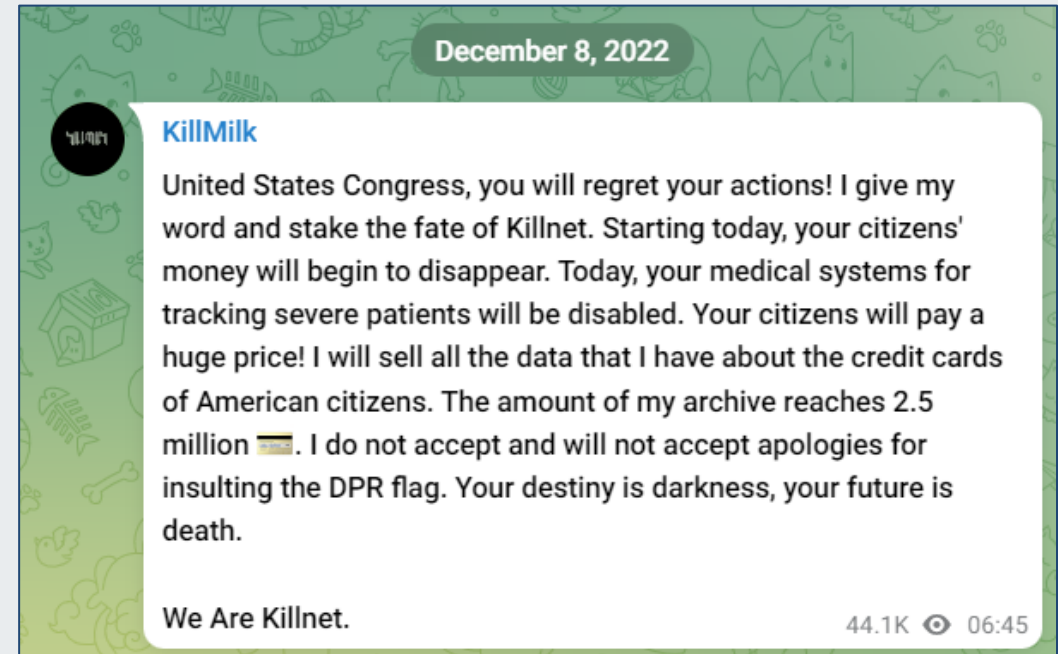 December 8, 2022
KillMilk
United States Congress, you will regret your actions! I give my
word and stake the fate of Killnet. Starting today, your citizens'
money will begin to disappear. Today, your medical systems for
tracking severe patients will be disabled. Your citizens will pay a
huge price! I will sell all the data that I have about the credit cards
of American citizens. The amount of my archive reaches 2.5
million 💳. I do not accept and will not accept apologies for
insulting the DPR flag. Your destiny is darkness, your future is
death.
We Are Killnet.
44.1K 06:45